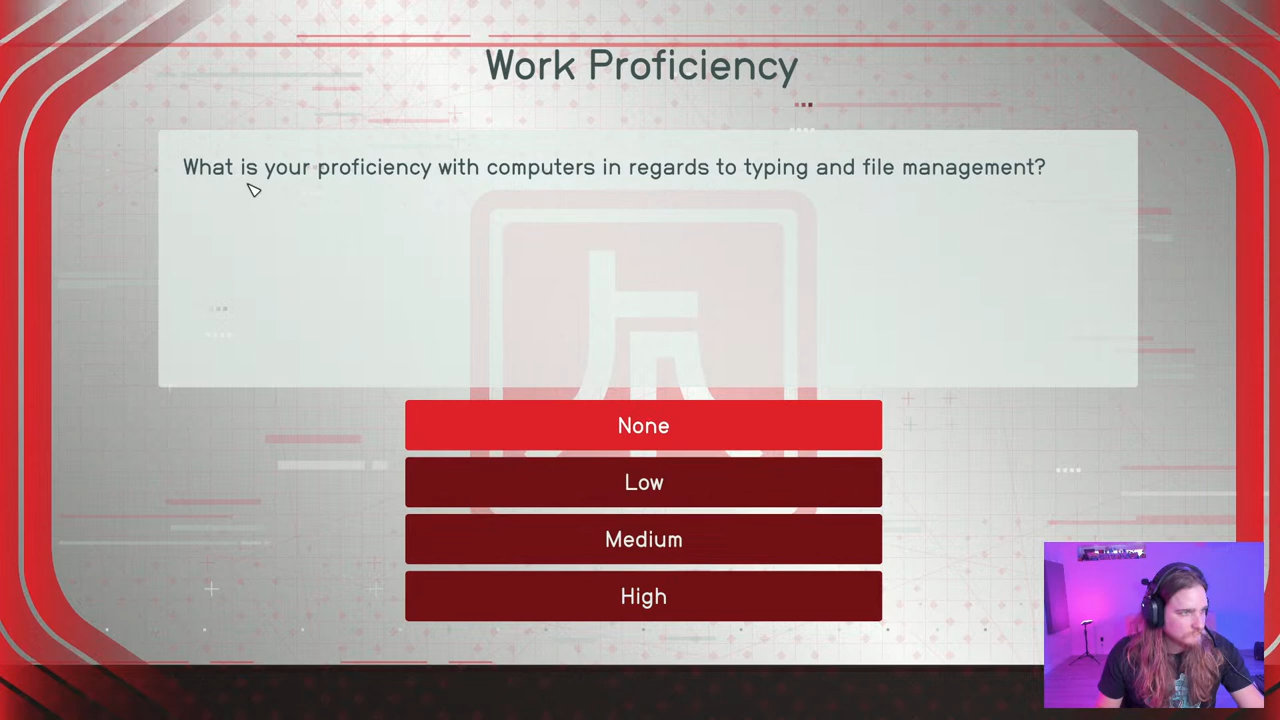 Work Proficiency
What is your proficiency with computers in regards to typing and file management?
None
Low
Medium
High